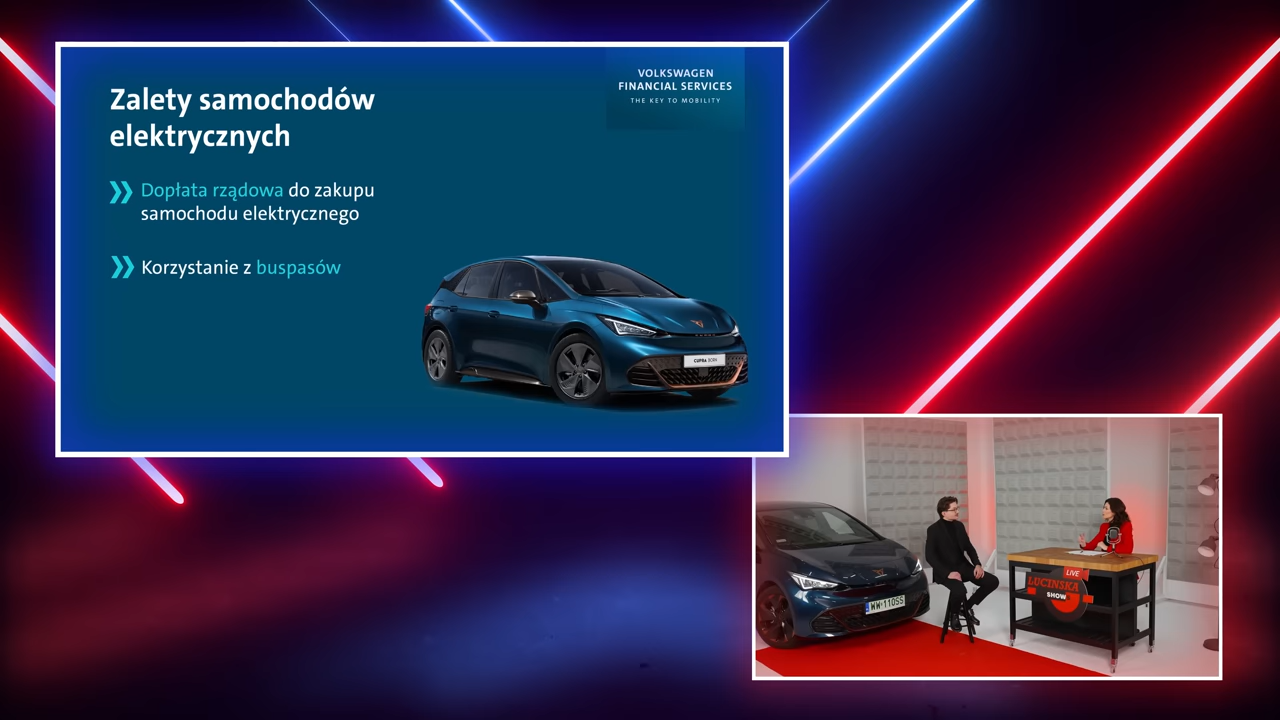 VOLKSWAGEN
FINANCIAL SERVICES
THE KEY TO MOBILITY
Zalety samochodów
elektrycznych
Dopłata rządowa do zakupu
samochodu elektrycznego
Korzystanie z buspasów
CUPRA BORN
WW 1105S
LIVE
LUCINSKA
SHOW